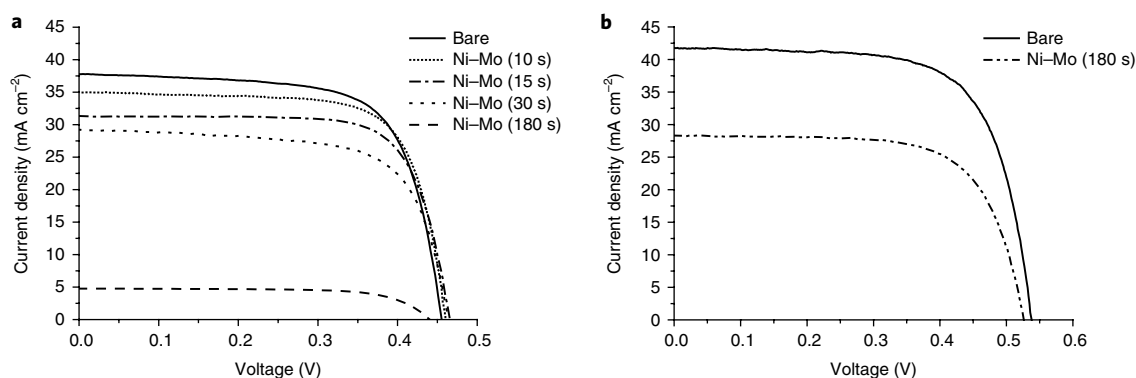 a
45
40
35
30
25
20
15
10
5
0
Current density (mA cm⁻²)
0.0 0.1 0.2 0.3 0.4 0.5
Voltage (V)
Bare
Ni–Mo (10 s)
Ni–Mo (15 s)
Ni–Mo (30 s)
Ni–Mo (180 s)
b
45
40
35
30
25
20
15
10
5
0
Current density (mA cm⁻²)
0.0 0.1 0.2 0.3 0.4 0.5 0.6
Voltage (V)
Bare
Ni–Mo (180 s)